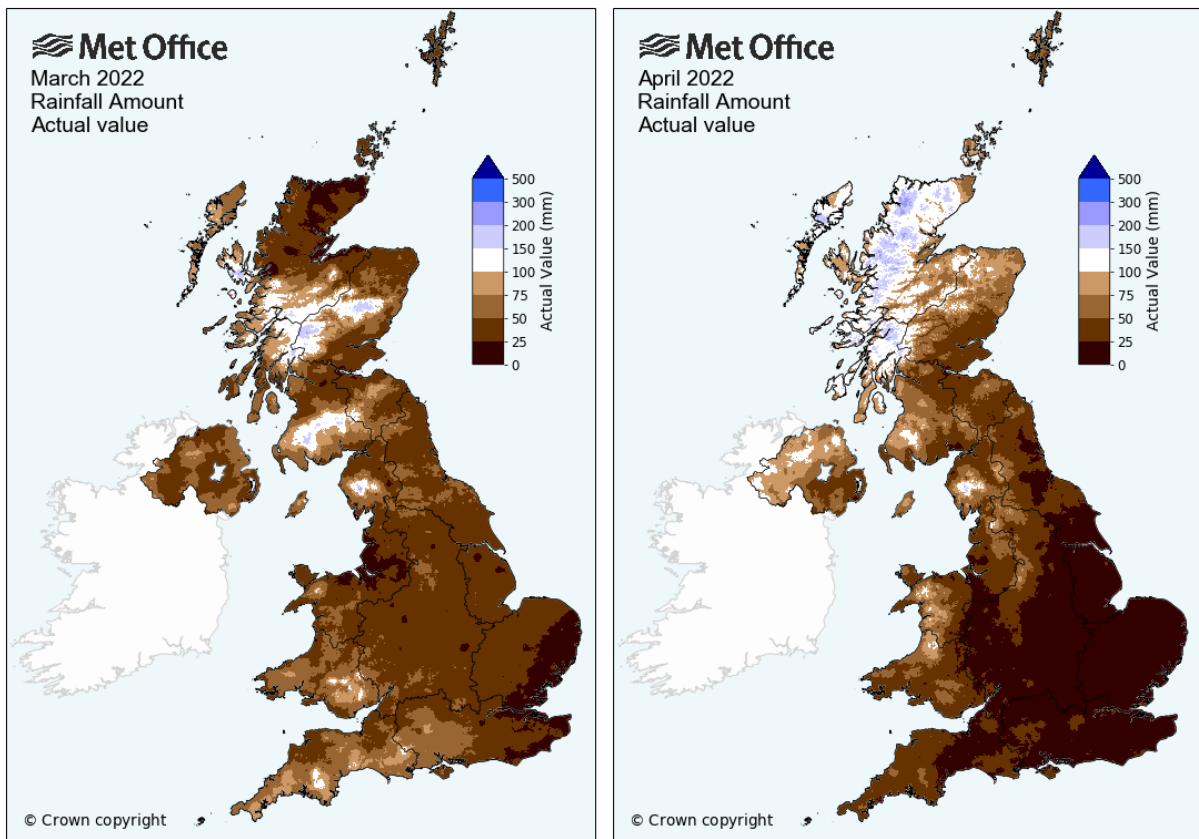 Met Office
March 2022
Rainfall Amount
Actual value
500
300
200
150
100
75
50
25
0
Actual Value (mm)
© Crown copyright
Met Office
April 2022
Rainfall Amount
Actual value
500
300
200
150
100
75
50
25
0
Actual Value (mm)
© Crown copyright